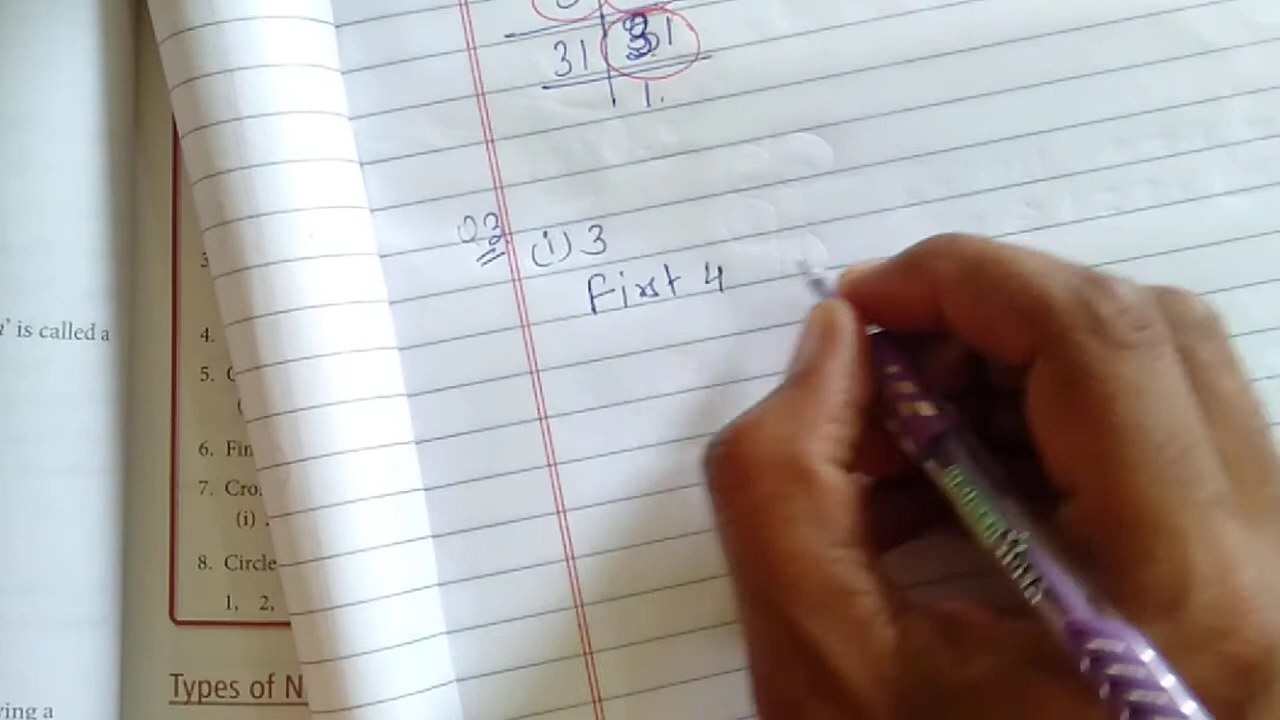 31 31
1.
Q3 (i) 3
First 4
is called a
4.
5.
6. Fin
7. Cro
(i)
8. Circle
1, 2,
Types of N
ing a